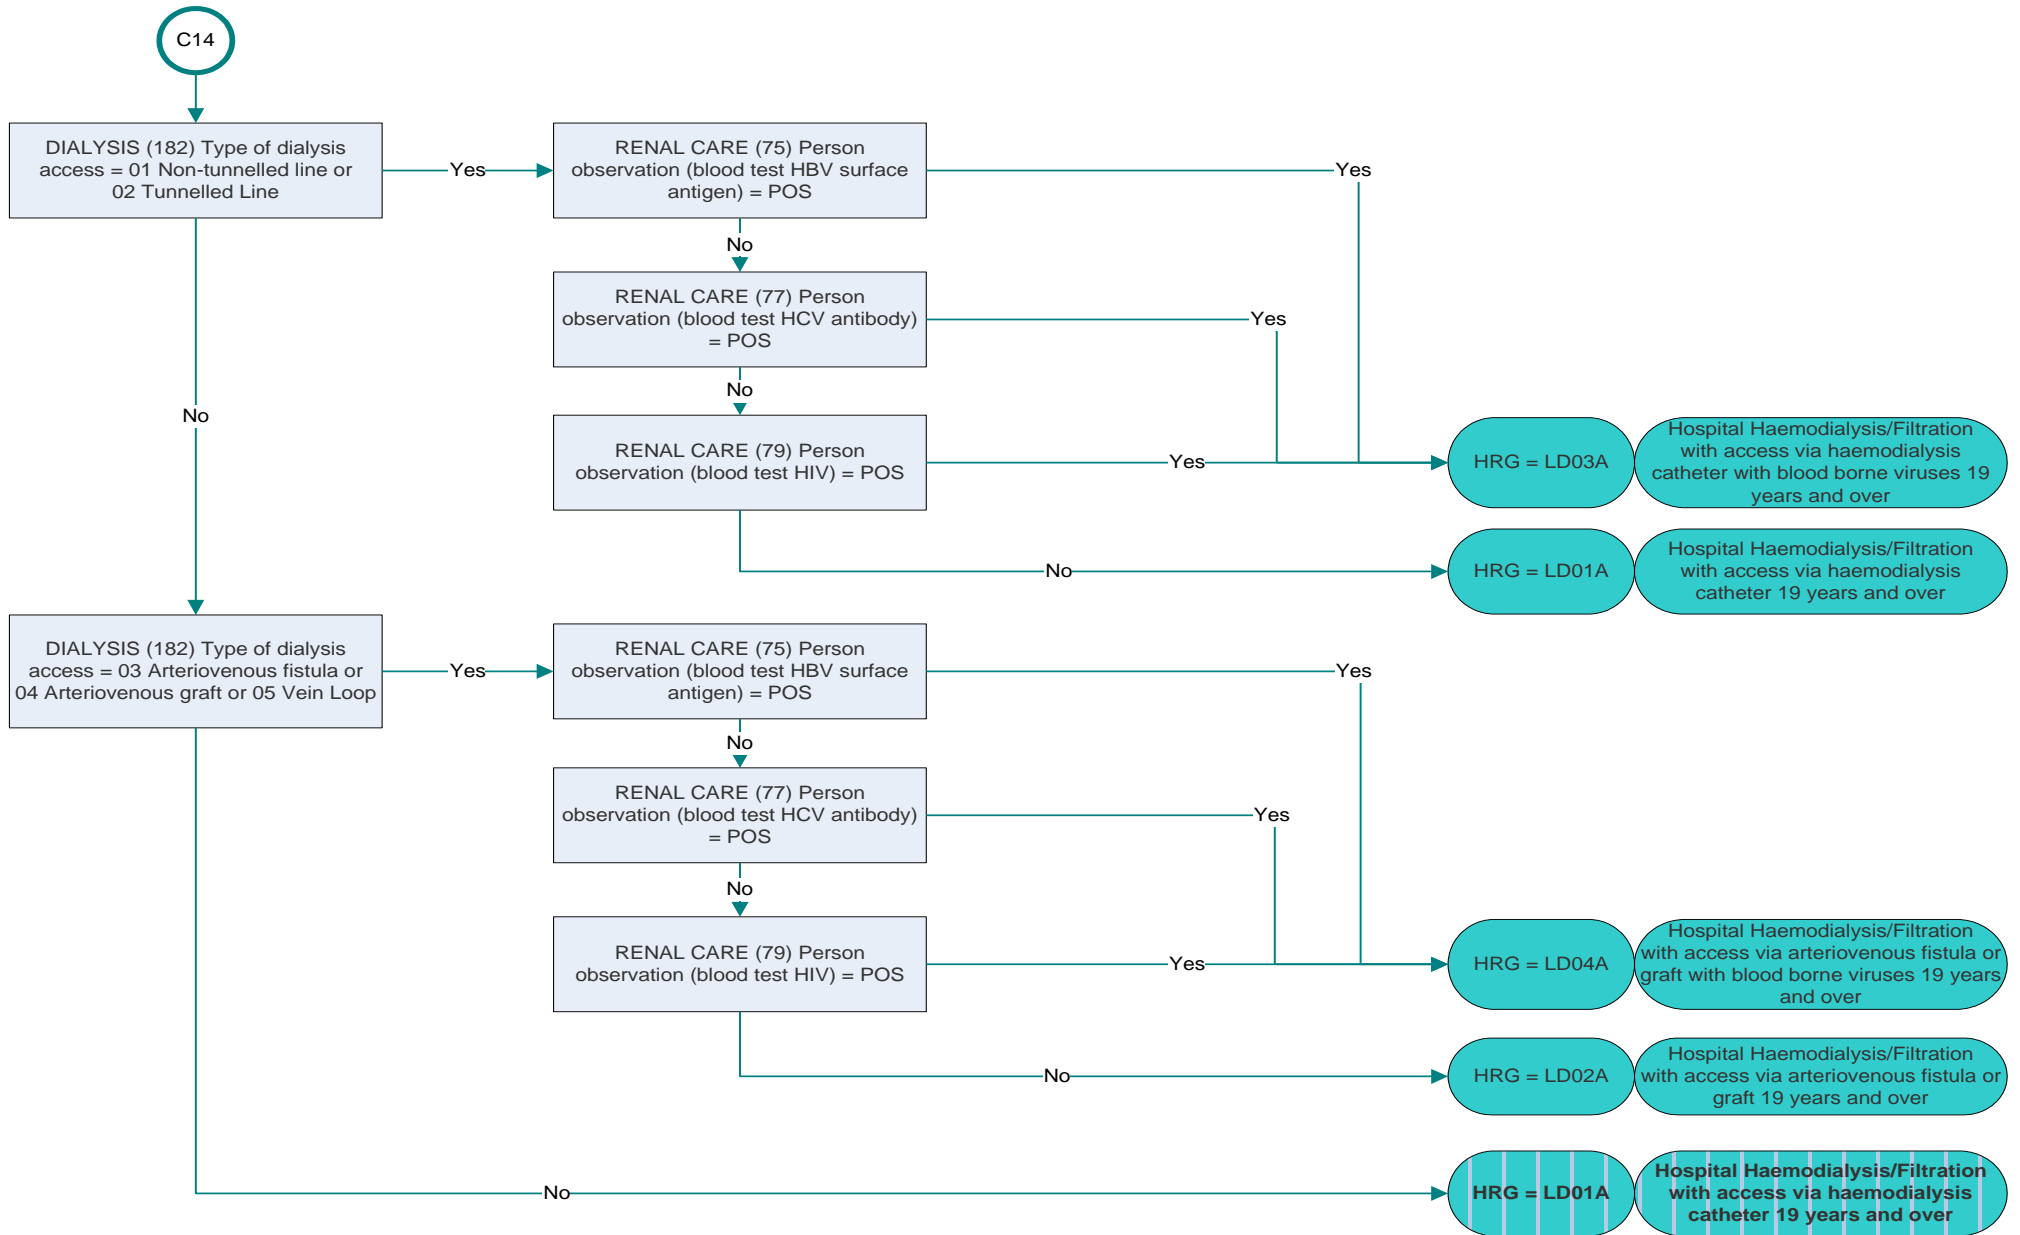 C14
DIALYSIS (182) Type of dialysis
access = 01 Non-tunnelled line or
02 Tunnelled Line
Yes
RENAL CARE (75) Person
observation (blood test HBV surface
antigen) = POS
Yes
No
RENAL CARE (77) Person
observation (blood test HCV antibody)
= POS
Yes
No
No
RENAL CARE (79) Person
observation (blood test HIV) = POS
Yes
HRG = LD03A
Hospital Haemodialysis/Filtration
with access via haemodialysis
catheter with blood borne viruses 19
years and over
No
HRG = LD01A
Hospital Haemodialysis/Filtration
with access via haemodialysis
catheter 19 years and over
DIALYSIS (182) Type of dialysis
access = 03 Arteriovenous fistula or
04 Arteriovenous graft or 05 Vein Loop
Yes
RENAL CARE (75) Person
observation (blood test HBV surface
antigen) = POS
Yes
No
RENAL CARE (77) Person
observation (blood test HCV antibody)
= POS
Yes
No
RENAL CARE (79) Person
observation (blood test HIV) = POS
Yes
HRG = LD04A
Hospital Haemodialysis/Filtration
with access via arteriovenous fistula or
graft with blood borne viruses 19 years
and over
No
HRG = LD02A
Hospital Haemodialysis/Filtration
with access via arteriovenous fistula or
graft 19 years and over
No
HRG = LD01A
Hospital Haemodialysis/Filtration
with access via haemodialysis
catheter 19 years and over